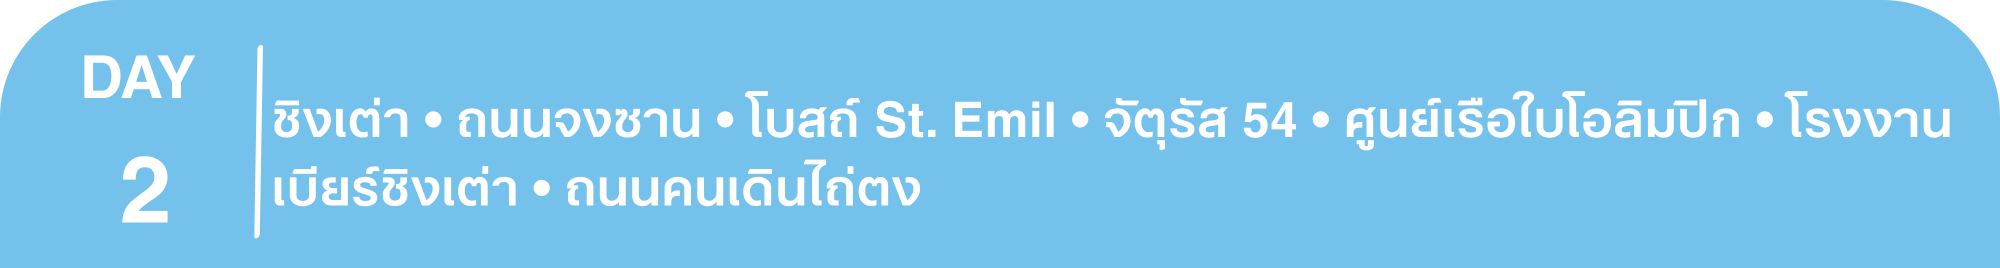 DAY
2
ชิงเต่า • ถนนจงซาน • โบสถ์ St. Emil • จัตุรัส 54 • ศูนย์เรือใบโอลิมปิก • โรงงาน
เบียร์ชิงเต่า • ถนนคนเดินไถ่ตง